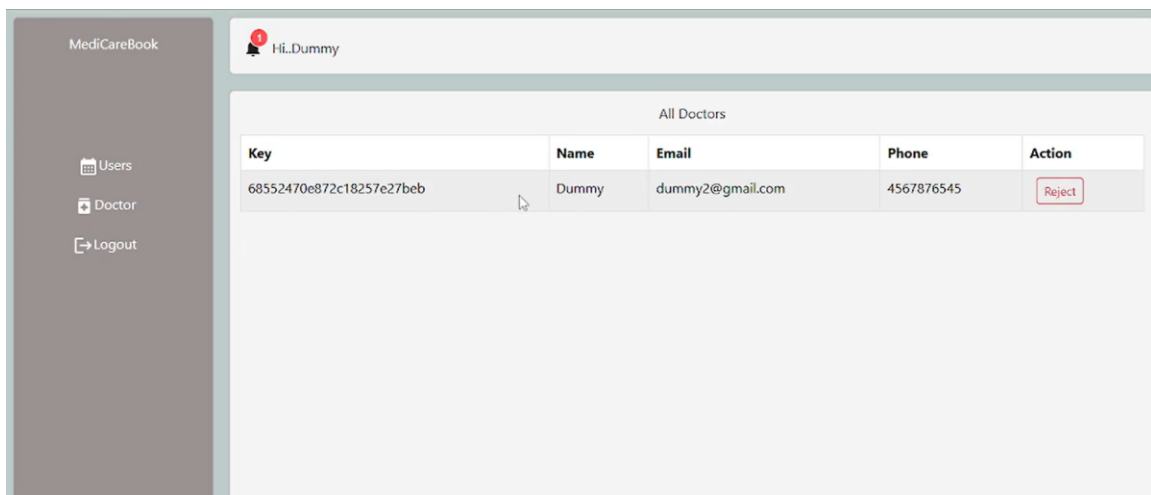 MediCareBook
Users
Doctor
Logout
1
Hi..Dummy
All Doctors
Key Name Email Phone Action
68552470e872c18257e27beb Dummy dummy2@gmail.com 4567876545 Reject